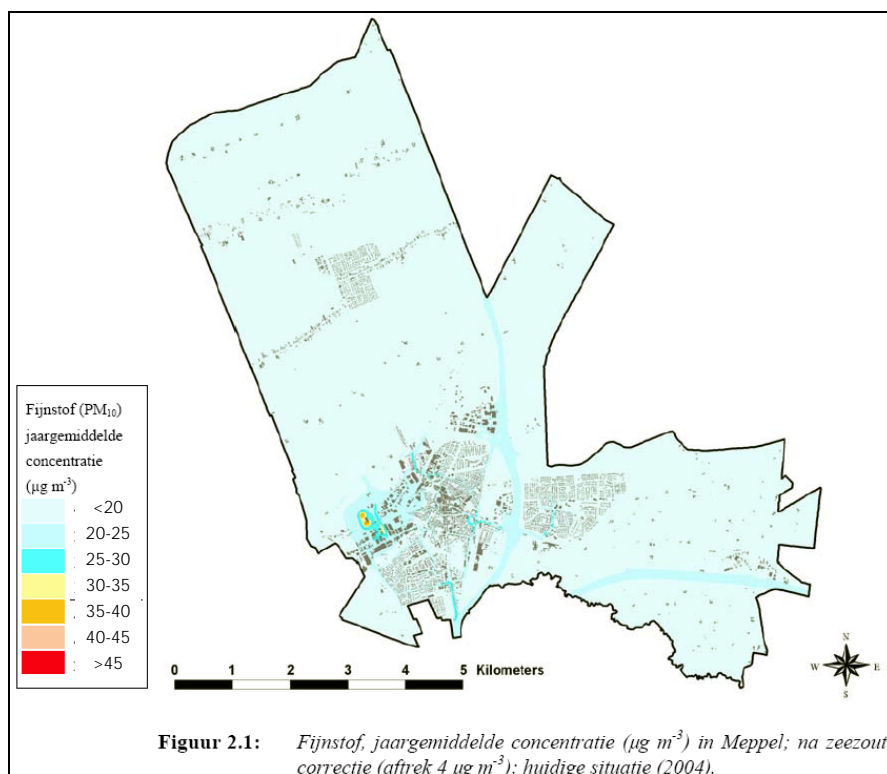 Fijnstof (PM₁₀)
jaargemiddelde
concentratie
(µg m⁻³)
<20
20-25
25-30
30-35
35-40
40-45
>45
0 1 2 3 4 5 Kilometers
N
W E
S
Figuur 2.1: Fijnstof, jaargemiddelde concentratie (µg m⁻³) in Meppel; na zeezout
correctie (aftrek 4 µg m⁻³); huidige situatie (2004).